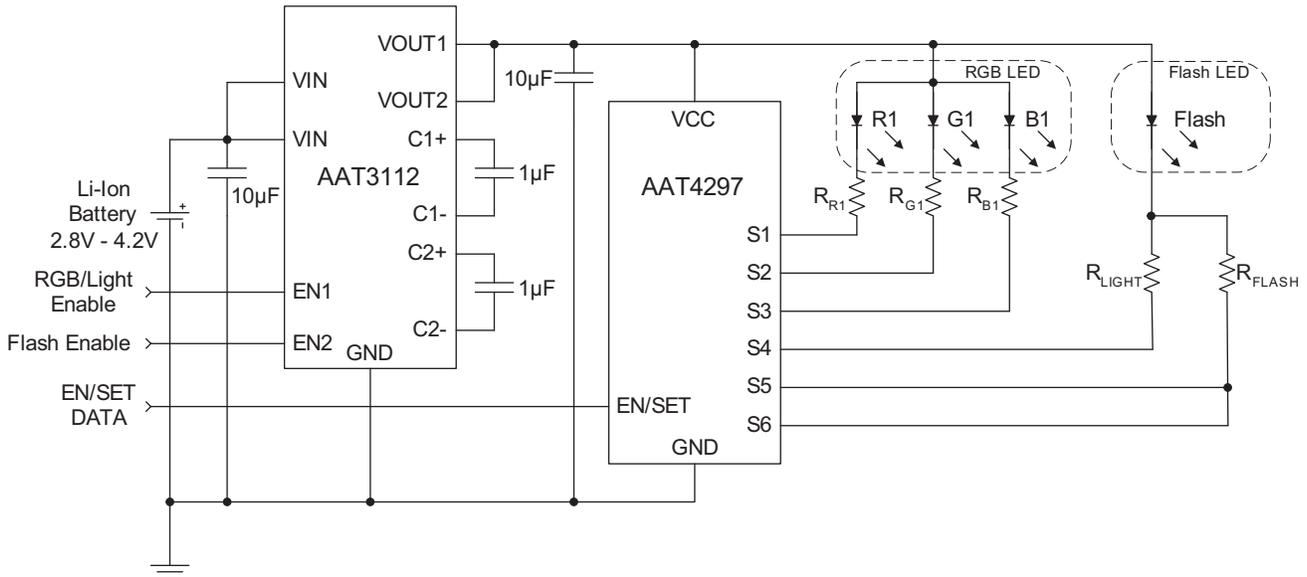 VOUT1
VIN
VOUT2
10µF
VIN
C1+
AAT3112
1µF
10µF
C1-
Li-Ion
Battery
2.8V - 4.2V
+
-
C2+
RGB/Light
Enable
EN1
1µF
C2-
Flash Enable
EN2
GND
EN/SET
DATA
VCC
AAT4297
S1
S2
S3
S4
S5
EN/SET
S6
GND
RGB LED
R1
G1
B1
Flash LED
Flash
RR1
RG1
RB1
RLIGHT
RFLASH